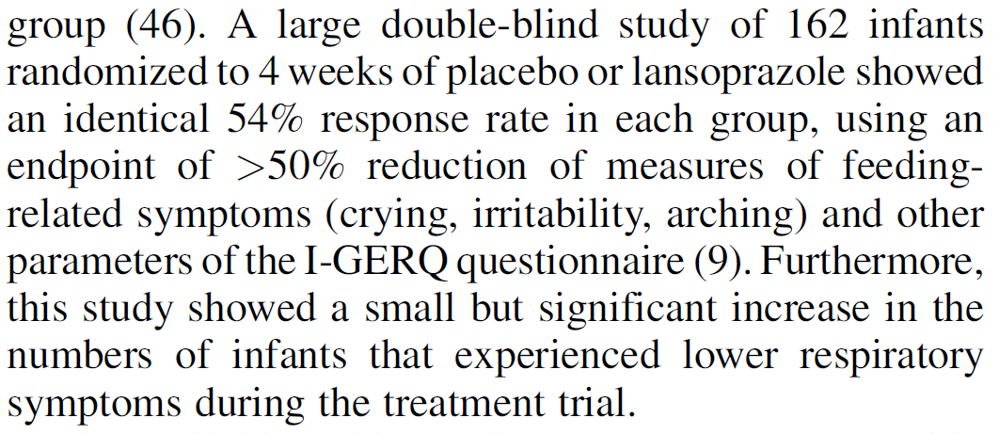 group (46). A large double-blind study of 162 infants
randomized to 4 weeks of placebo or lansoprazole showed
an identical 54% response rate in each group, using an
endpoint of >50% reduction of measures of feeding-
related symptoms (crying, irritability, arching) and other
parameters of the I-GERQ questionnaire (9). Furthermore,
this study showed a small but significant increase in the
numbers of infants that experienced lower respiratory
symptoms during the treatment trial.